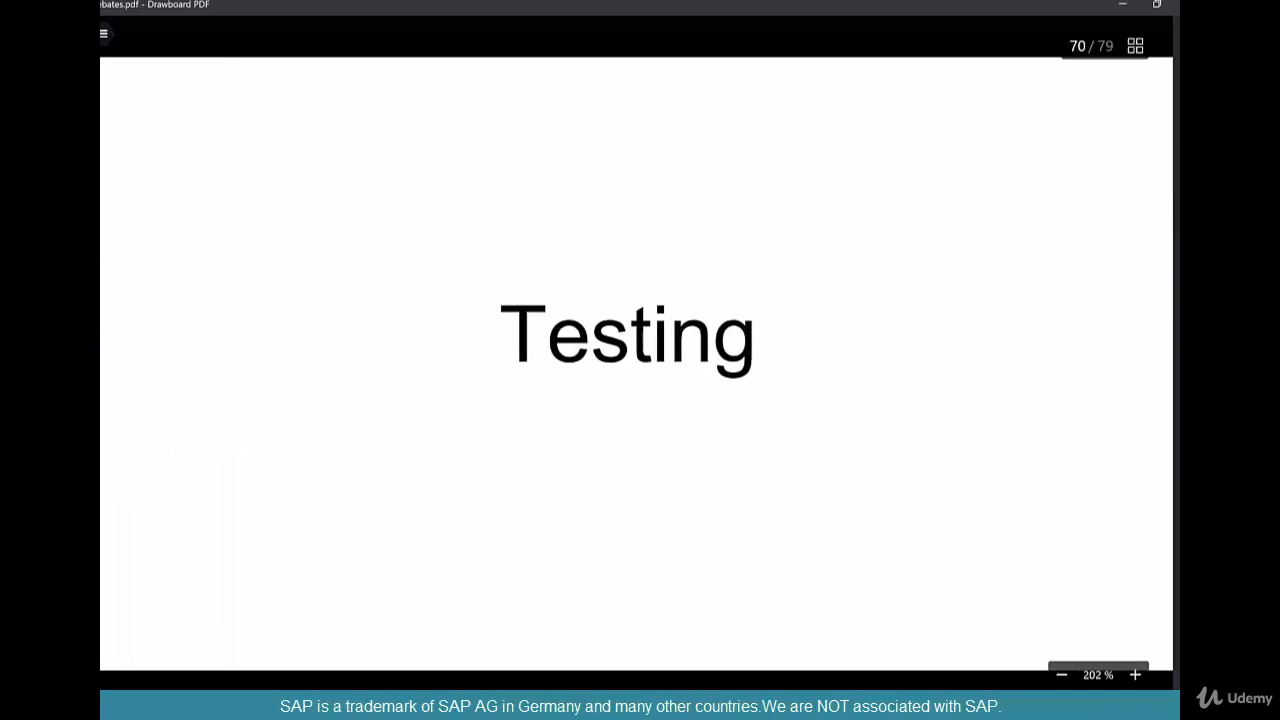 ebates.pdf - Drawboard PDF
70 / 79
Testing
202 %
SAP is a trademark of SAP AG in Germany and many other countries.We are NOT associated with SAP.
Udemy